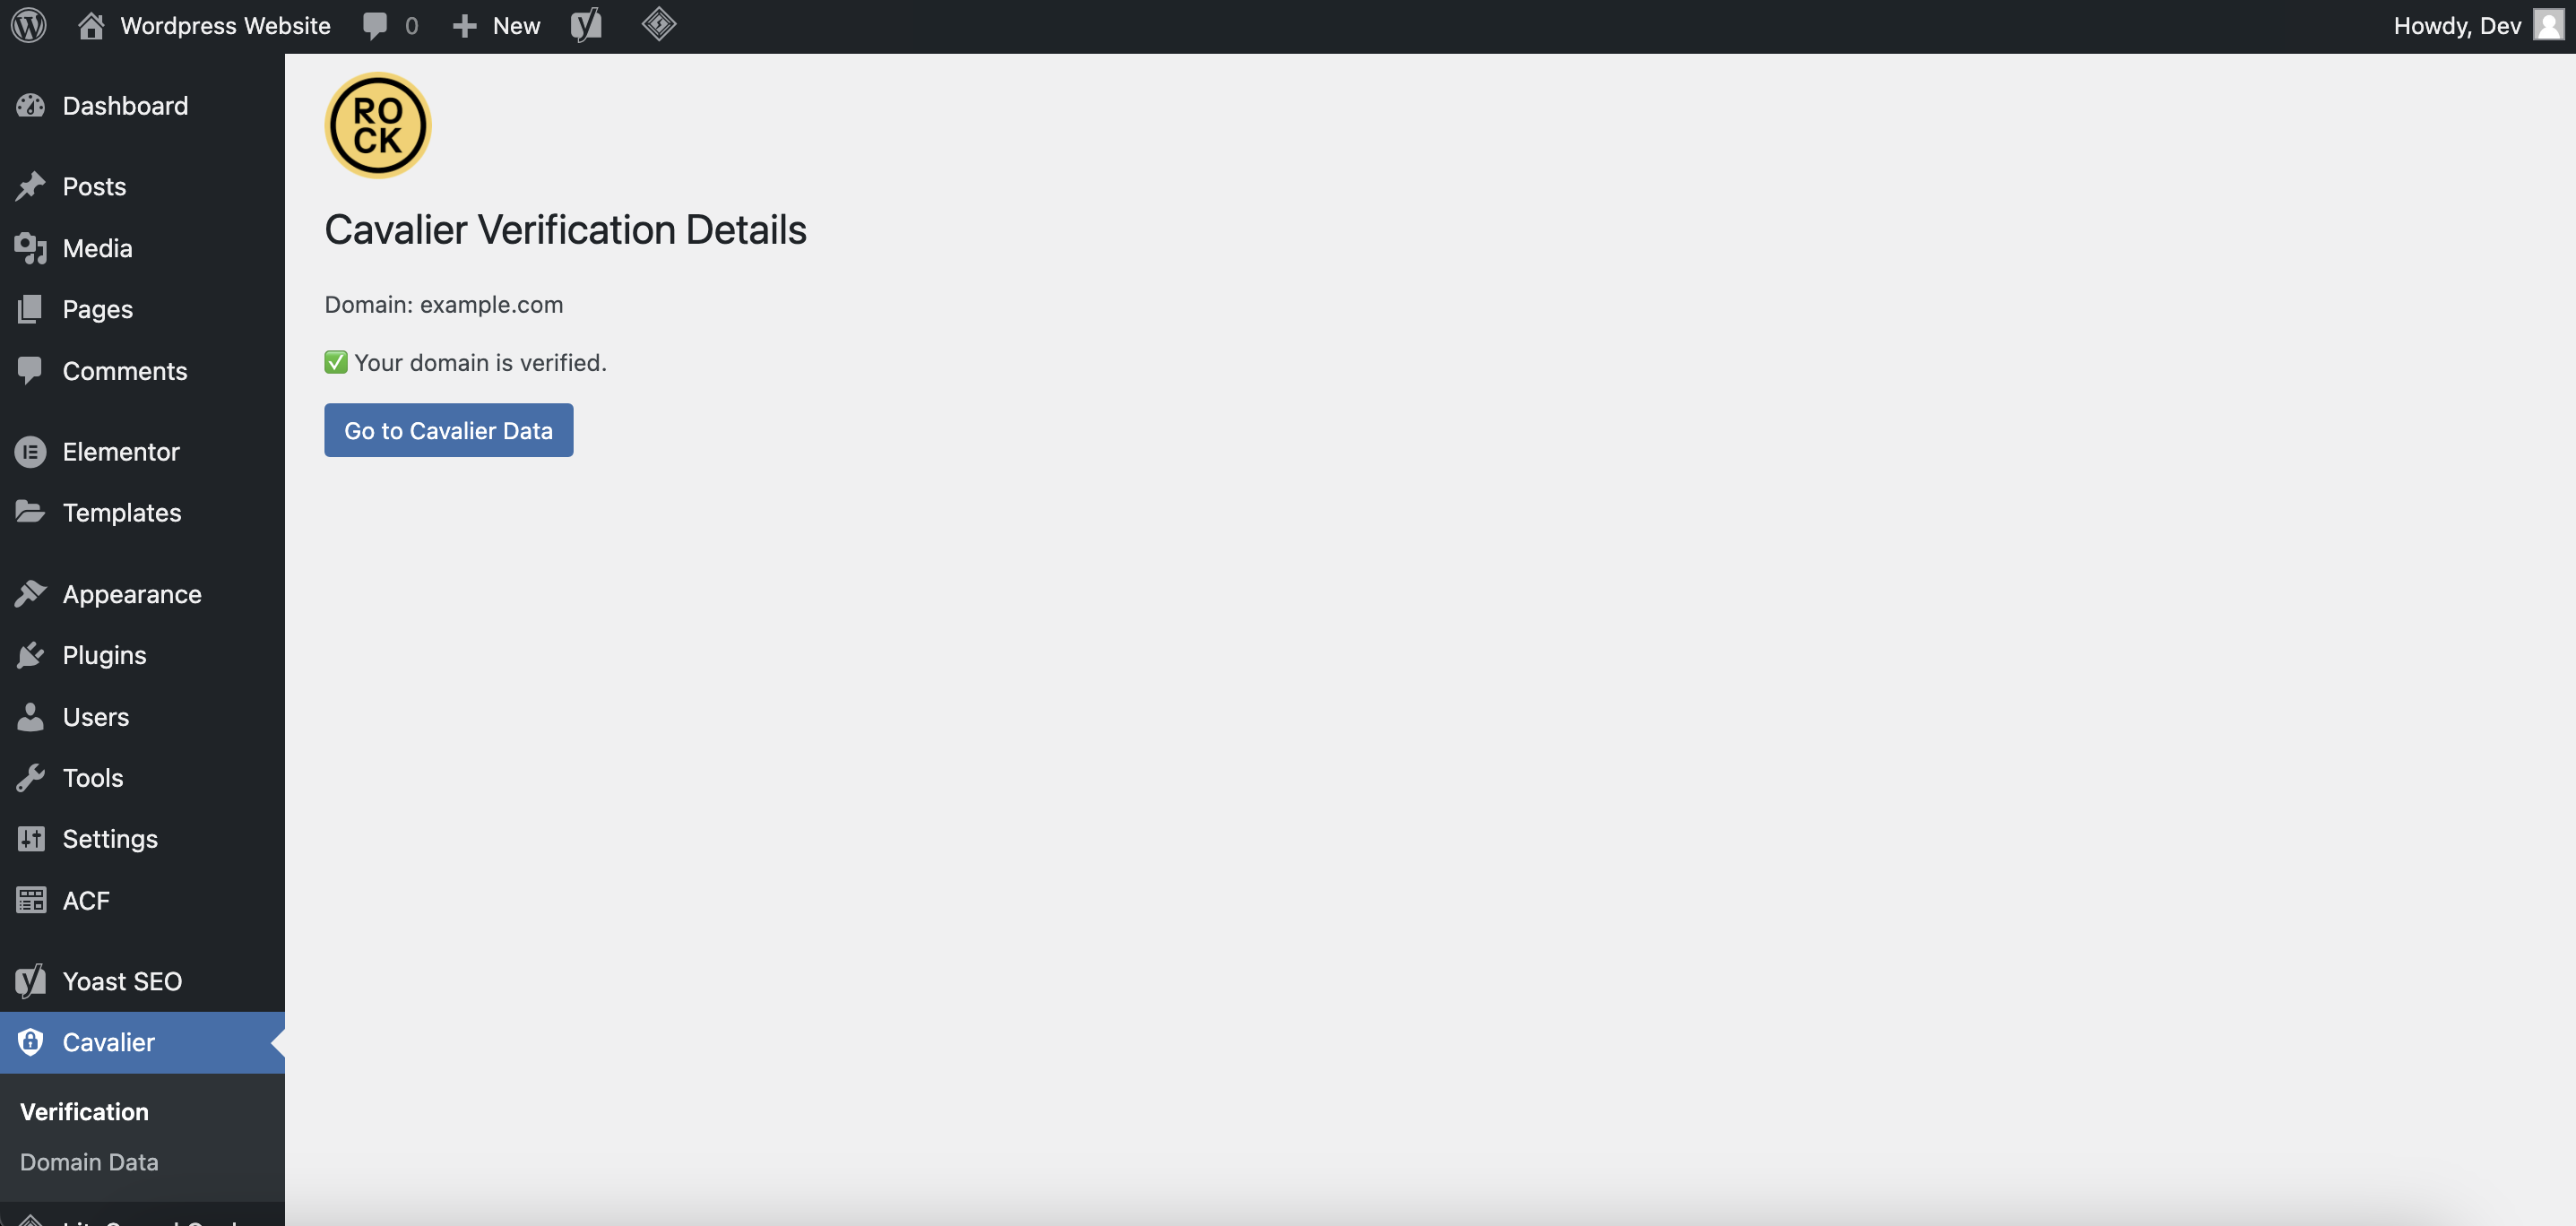 Wordpress Website
0
New
Howdy, Dev
Dashboard
Posts
Media
Pages
Comments
Elementor
Templates
Appearance
Plugins
Users
Tools
Settings
ACF
Yoast SEO
Cavalier
Verification
Domain Data
RO
CK
Cavalier Verification Details
Domain: example.com
✅ Your domain is verified.
Go to Cavalier Data